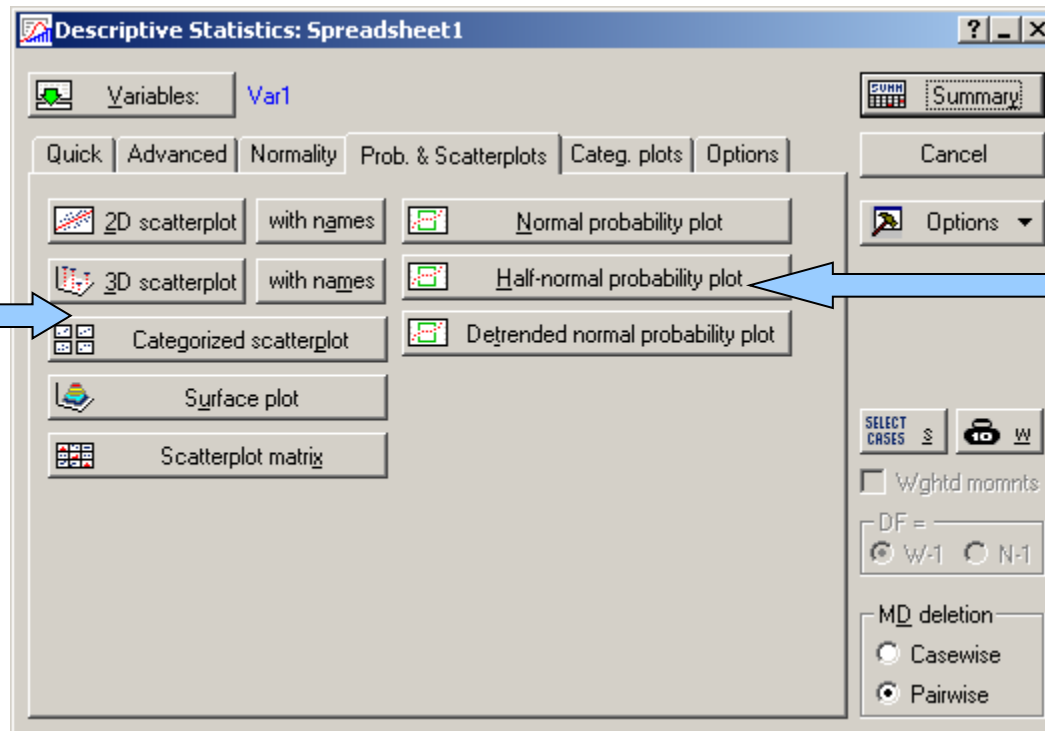 Descriptive Statistics: Spreadsheet1
Variables: Var1
Summary
Quick Advanced Normality Prob. & Scatterplots Categ. plots Options
Cancel
2D scatterplot with names Normal probability plot
Options
3D scatterplot with names Half-normal probability plot
Categorized scatterplot Detrended normal probability plot
Surface plot
Scatterplot matrix
SELECT CASES S 10 W
Wghtd momnts
DF =
W-1 N-1
MD deletion
Casewise
Pairwise